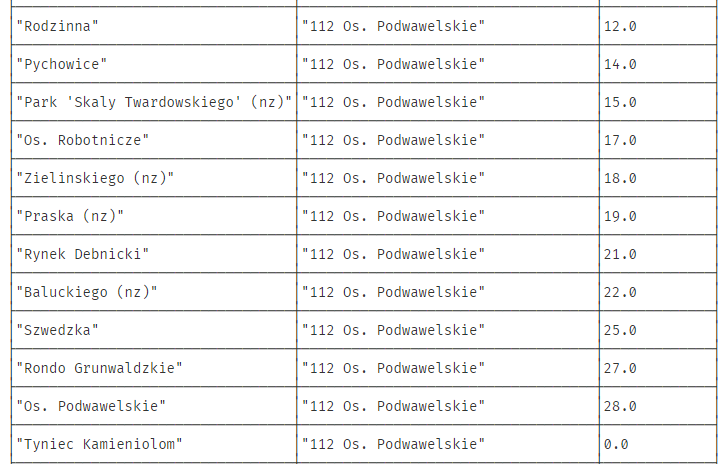 "Rodzinna" "112 Os. Podwawelskie" 12.0
"Pychowice" "112 Os. Podwawelskie" 14.0
"Park 'Skaly Twardowskiego' (nz)" "112 Os. Podwawelskie" 15.0
"Os. Robotnicze" "112 Os. Podwawelskie" 17.0
"Zielinskiego (nz)" "112 Os. Podwawelskie" 18.0
"Praska (nz)" "112 Os. Podwawelskie" 19.0
"Rynek Debnicki" "112 Os. Podwawelskie" 21.0
"Baluckiego (nz)" "112 Os. Podwawelskie" 22.0
"Szwedzka" "112 Os. Podwawelskie" 25.0
"Rondo Grunwaldzkie" "112 Os. Podwawelskie" 27.0
"Os. Podwawelskie" "112 Os. Podwawelskie" 28.0
"Tyniec Kamieniolom" "112 Os. Podwawelskie" 0.0